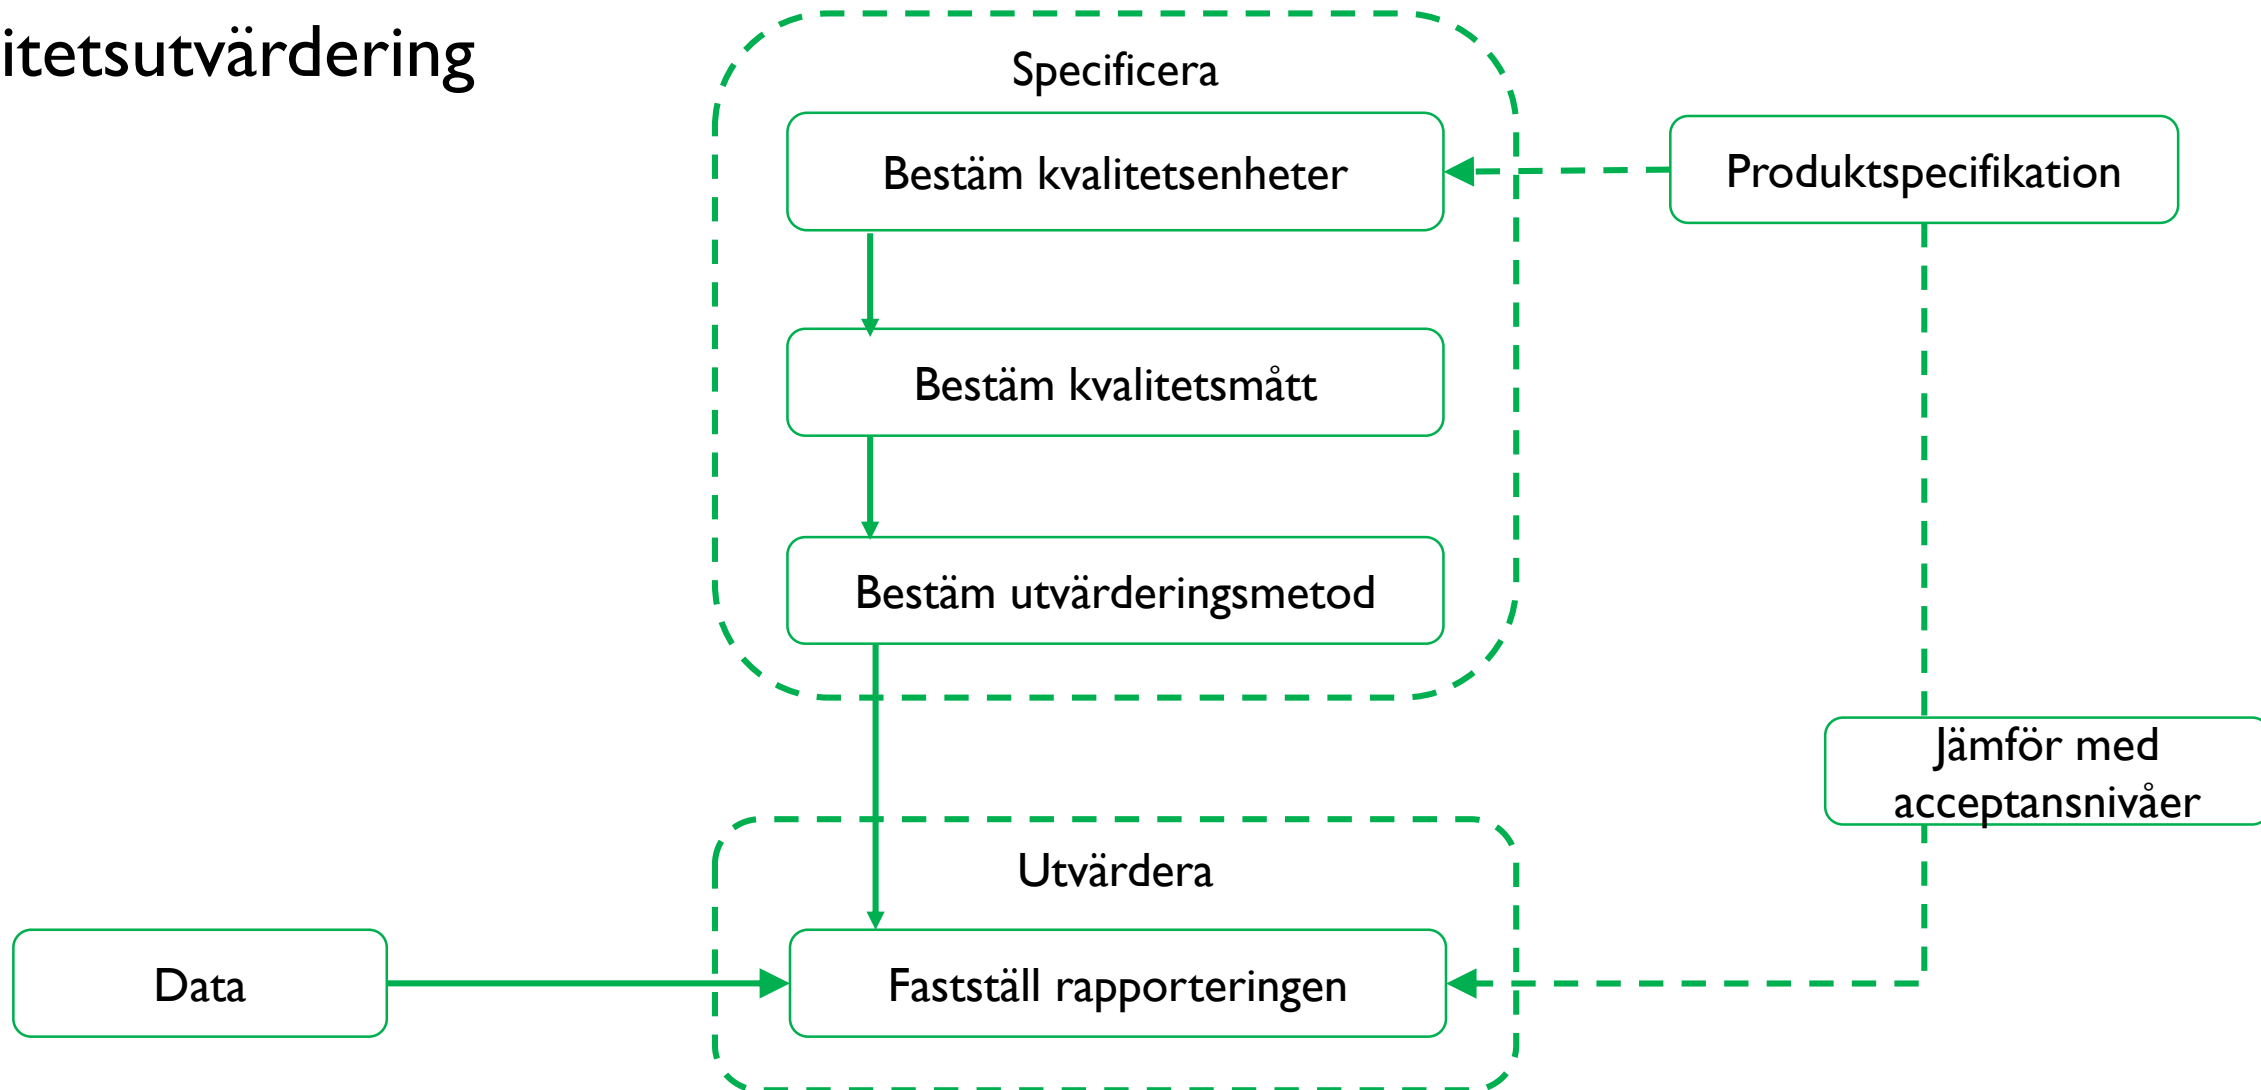 itetsutvärdering
Specificera
Bestäm kvalitetsenheter
Produktspecifikation
Bestäm kvalitetsmått
Bestäm utvärderingsmetod
Jämför med
acceptansnivåer
Utvärdera
Data
Fastställ rapporteringen